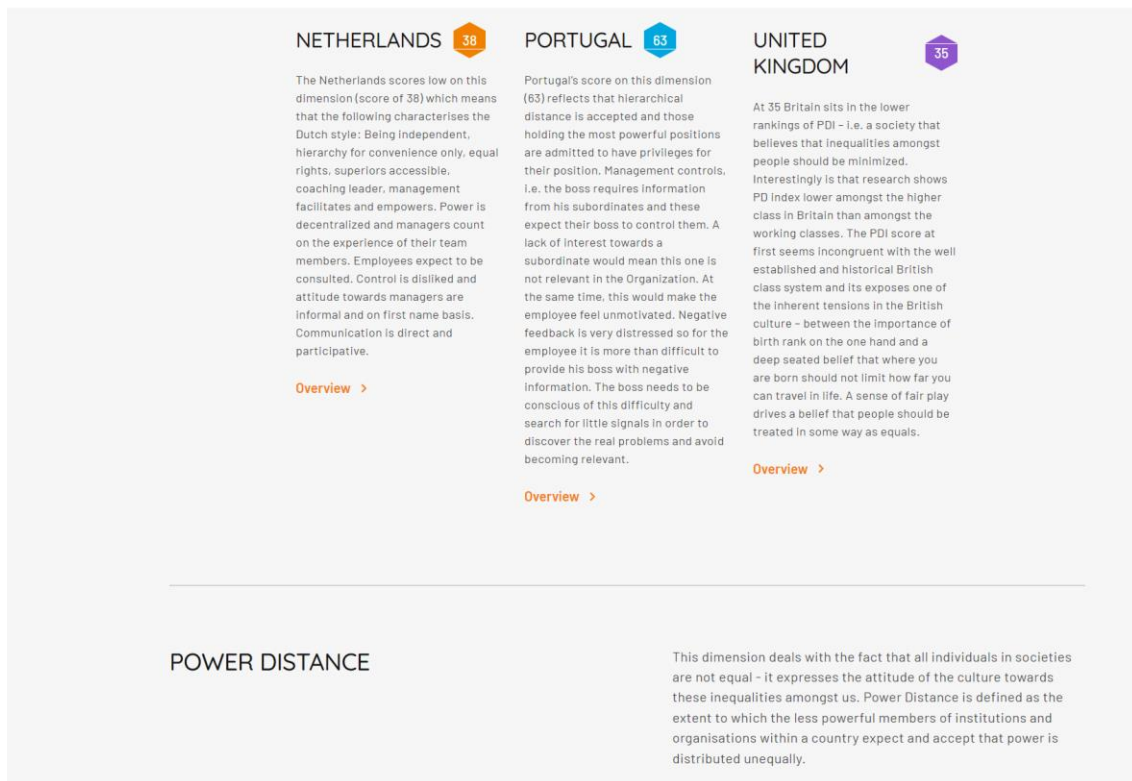 NETHERLANDS 38
The Netherlands scores low on this
dimension (score of 38) which means
that the following characterises the
Dutch style: Being independent,
hierarchy for convenience only, equal
rights, superiors accessible,
coaching leader, management
facilitates and empowers. Power is
decentralized and managers count
on the experience of their team
members. Employees expect to be
consulted. Control is disliked and
attitude towards managers are
informal and on first name basis.
Communication is direct and
participative.
Overview >
PORTUGAL 63
Portugal's score on this dimension
(63) reflects that hierarchical
distance is accepted and those
holding the most powerful positions
are admitted to have privileges for
their position. Management controls,
i.e. the boss requires information
from his subordinates and these
expect their boss to control them. A
lack of interest towards a
subordinate would mean this one is
not relevant in the Organization. At
the same time, this would make the
employee feel unmotivated. Negative
feedback is very distressed so for the
employee it is more than difficult to
provide his boss with negative
information. The boss needs to be
conscious of this difficulty and
search for little signals in order to
discover the real problems and avoid
becoming relevant.
Overview >
UNITED
KINGDOM 35
At 35 Britain sits in the lower
rankings of PDI – i.e. a society that
believes that inequalities amongst
people should be minimized.
Interestingly is that research shows
PD index lower amongst the higher
class in Britain than amongst the
working classes. The PDI score at
first seems incongruent with the well
established and historical British
class system and its exposes one of
the inherent tensions in the British
culture – between the importance of
birth rank on the one hand and a
deep seated belief that where you
are born should not limit how far you
can travel in life. A sense of fair play
drives a belief that people should be
treated in some way as equals.
Overview >
POWER DISTANCE
This dimension deals with the fact that all individuals in societies
are not equal - it expresses the attitude of the culture towards
these inequalities amongst us. Power Distance is defined as the
extent to which the less powerful members of institutions and
organisations within a country expect and accept that power is
distributed unequally.